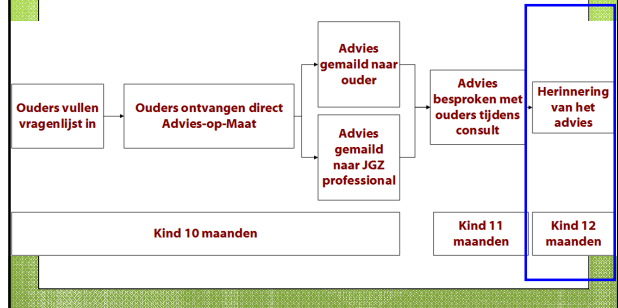 Ouders vullen
vragenlijst in
Ouders ontvangen direct
Advies-op-Maat
Advies
gemaild naar
ouder
Advies
gemaild
naar JGZ
professional
Advies
besproken met
ouders tijdens
consult
Herinnering
van het
advies
Kind 10 maanden
Kind 11
maanden
Kind 12
maanden